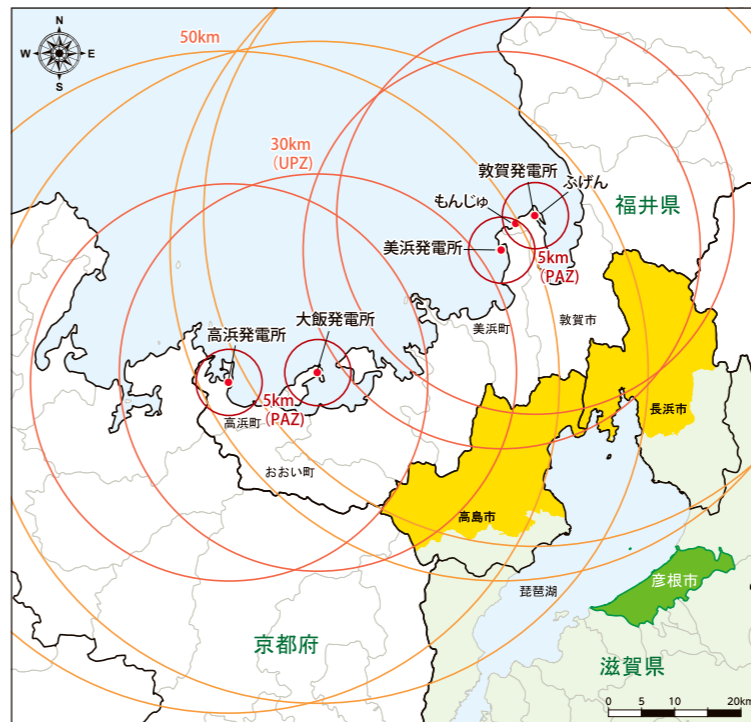 N
W E
S
50km
30km
(UPZ)
敦賀発電所
ふげん
もんじゅ
福井県
美浜発電所
5km
(PAZ)
美浜町
敦賀市
大飯発電所
高浜発電所
5km
(PAZ)
高浜町
長浜市
おおい町
高島市
琵琶湖
彦根市
京都府
滋賀県
0 5 10 20km